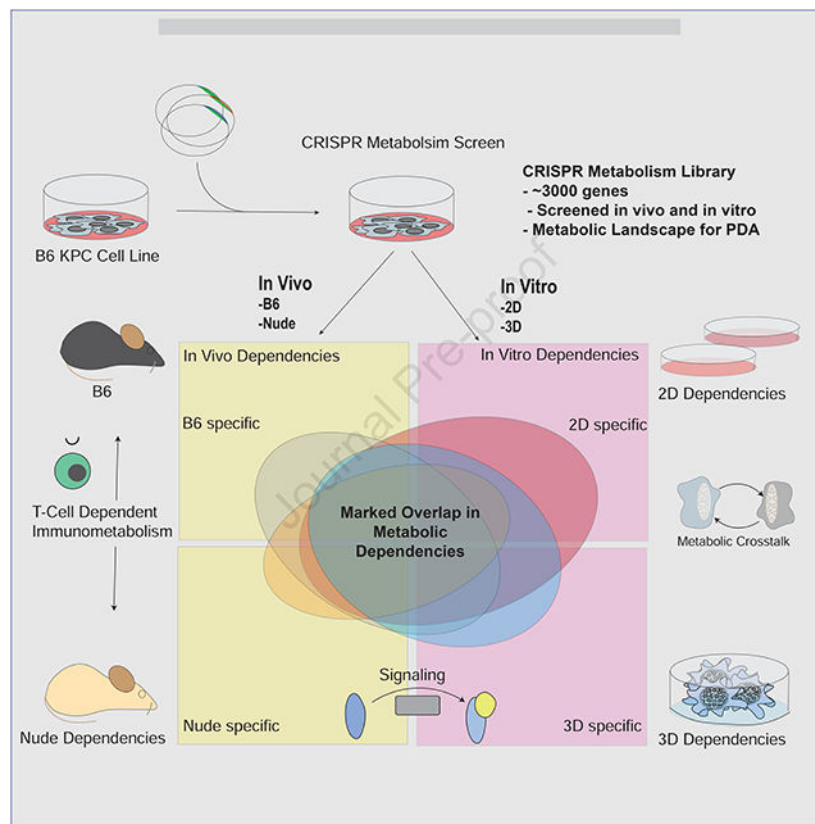 CRISPR Metabolsim Screen
CRISPR Metabolism Library
- ~3000 genes
- Screened in vivo and in vitro
- Metabolic Landscape for PDA
B6 KPC Cell Line
In Vivo
-B6
-Nude
In Vitro
-2D
-3D
In Vivo Dependencies
In Vitro Dependencies
B6
2D Dependencies
B6 specific
2D specific
T-Cell Dependent
Immunometabolism
Marked Overlap in
Metabolic
Dependencies
Metabolic Crosstalk
Signaling
Nude specific
3D specific
Nude Dependencies
3D Dependencies
Journal Pre-proof